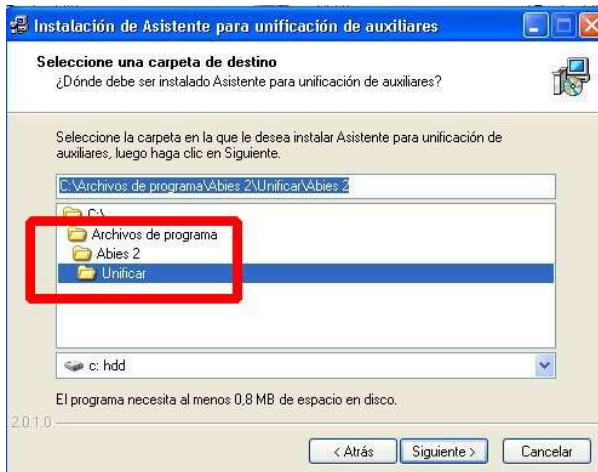 Instalación de Asistente para unificación de auxiliares
Seleccione una carpeta de destino
¿Dónde debe ser instalado Asistente para unificación de auxiliares?
Seleccione la carpeta en la que le desea instalar Asistente para unificación de
auxiliares, luego haga clic en Siguiente.
C:\Archivos de programa\Abies 2\Unificar\Abies 2
C:\
Archivos de programa
Abies 2
Unificar
c: hdd
El programa necesita al menos 0,8 MB de espacio en disco.
2.0.1.0
< Atrás
Siguiente >
Cancelar